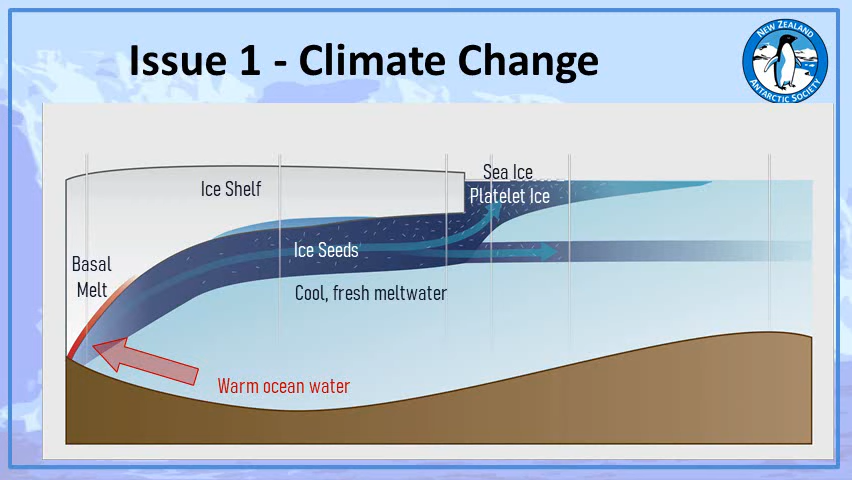 Issue 1 - Climate Change
NEW ZEALAND
ANTARCTIC SOCIETY
Sea Ice
Ice Shelf
Platelet Ice
Ice Seeds
Basal
Melt
Cool, fresh meltwater
Warm ocean water